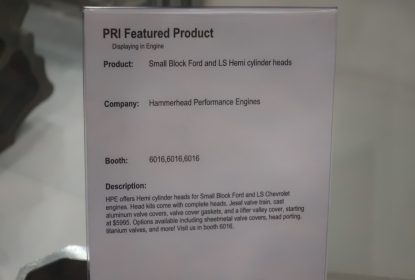 PRI Featured Product
Displaying in Engine
Product: Small Block Ford and LS Hemi cylinder heads
Company: Hammerhead Performance Engines
Booth: 6016,6016,6016
Description:
HPE offers Hemi cylinder heads for Small Block Ford and LS Chevrolet
engines. Head kits come with complete heads, Jesel valve train, cast
aluminum valve covers, valve cover gaskets, and a lifter valley cover, starting
at $5995. Options available including sheetmetal valve covers, head porting,
titanium valves, and more! Visit us in booth 6016.